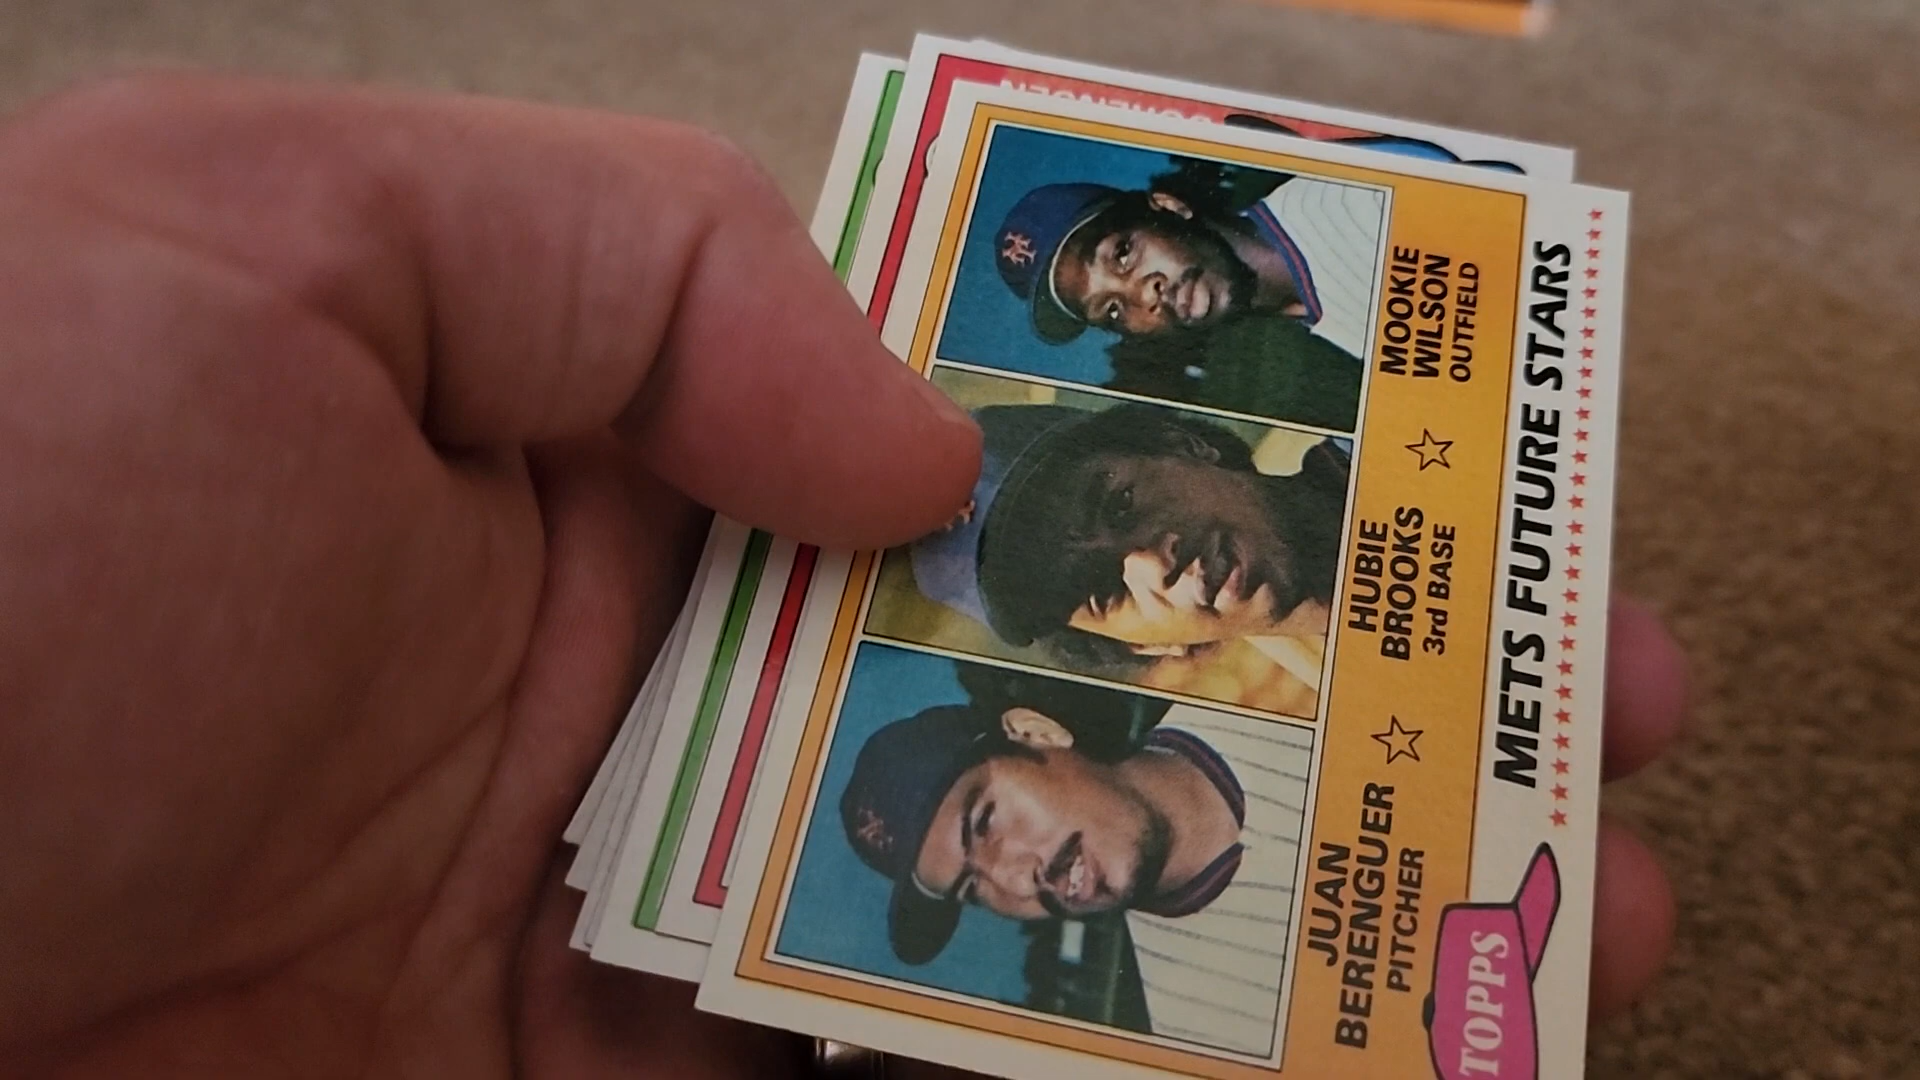 JUAN
BERENGUER
PITCHER
HUBIE
BROOKS
3rd BASE
MOOKIE
WILSON
OUTFIELD
TOPPS
METS FUTURE STARS